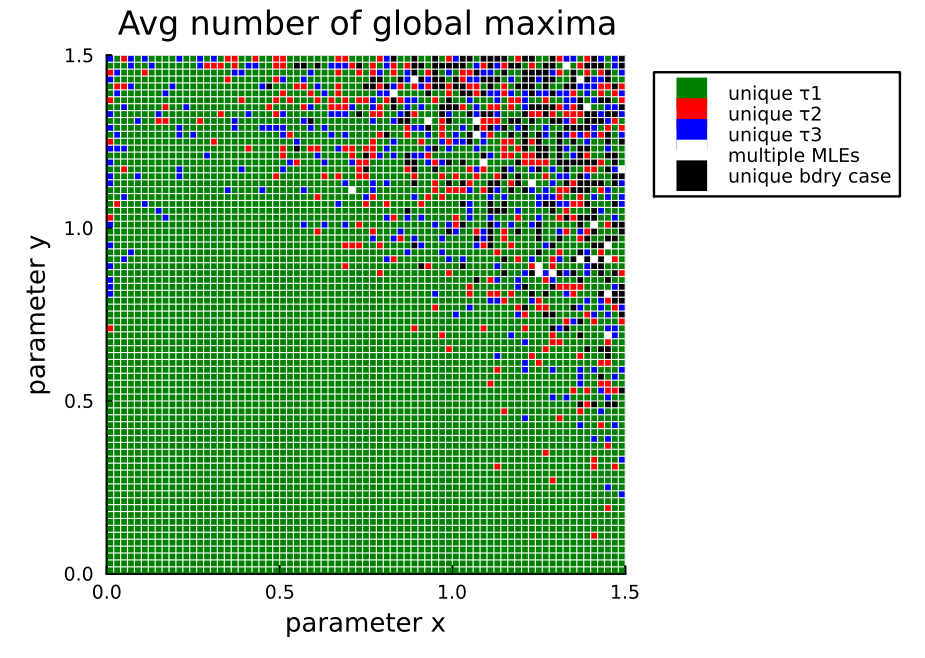 Avg number of global maxima
1.5
1.0
0.5
0.0
parameter y
0.0 0.5 1.0 1.5
parameter x
unique τ1
unique τ2
unique τ3
multiple MLEs
unique bdry case